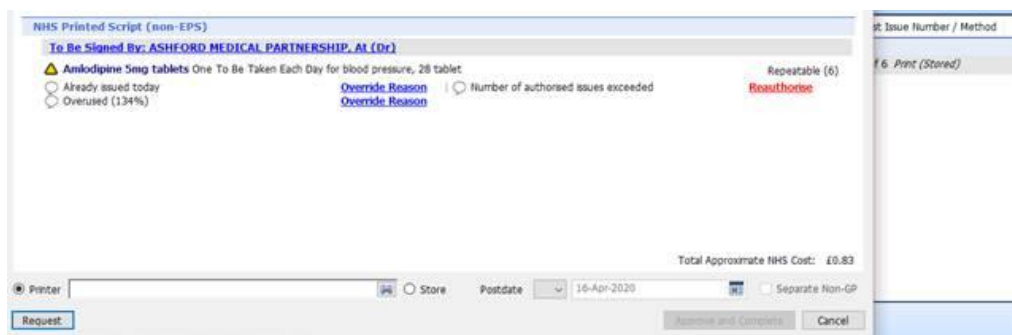 NHS Printed Script (non-EPS)
st Issue Number / Method
To Be Signed By: ASHFORD MEDICAL PARTNERSHIP, At (Dr)
f 6 Print (Stored)
Amlodipine 5mg tablets One To Be Taken Each Day for blood pressure, 28 tablet
Repeatable (6)
Already issued today
Override Reason
Number of authorised issues exceeded
Reauthorise
Overused (134%)
Override Reason
Total Approximate NHS Cost: £0.83
Printer
Store
Postdate
16-Apr-2020
Separate Non-GP
Request
Approve and Complete
Cancel